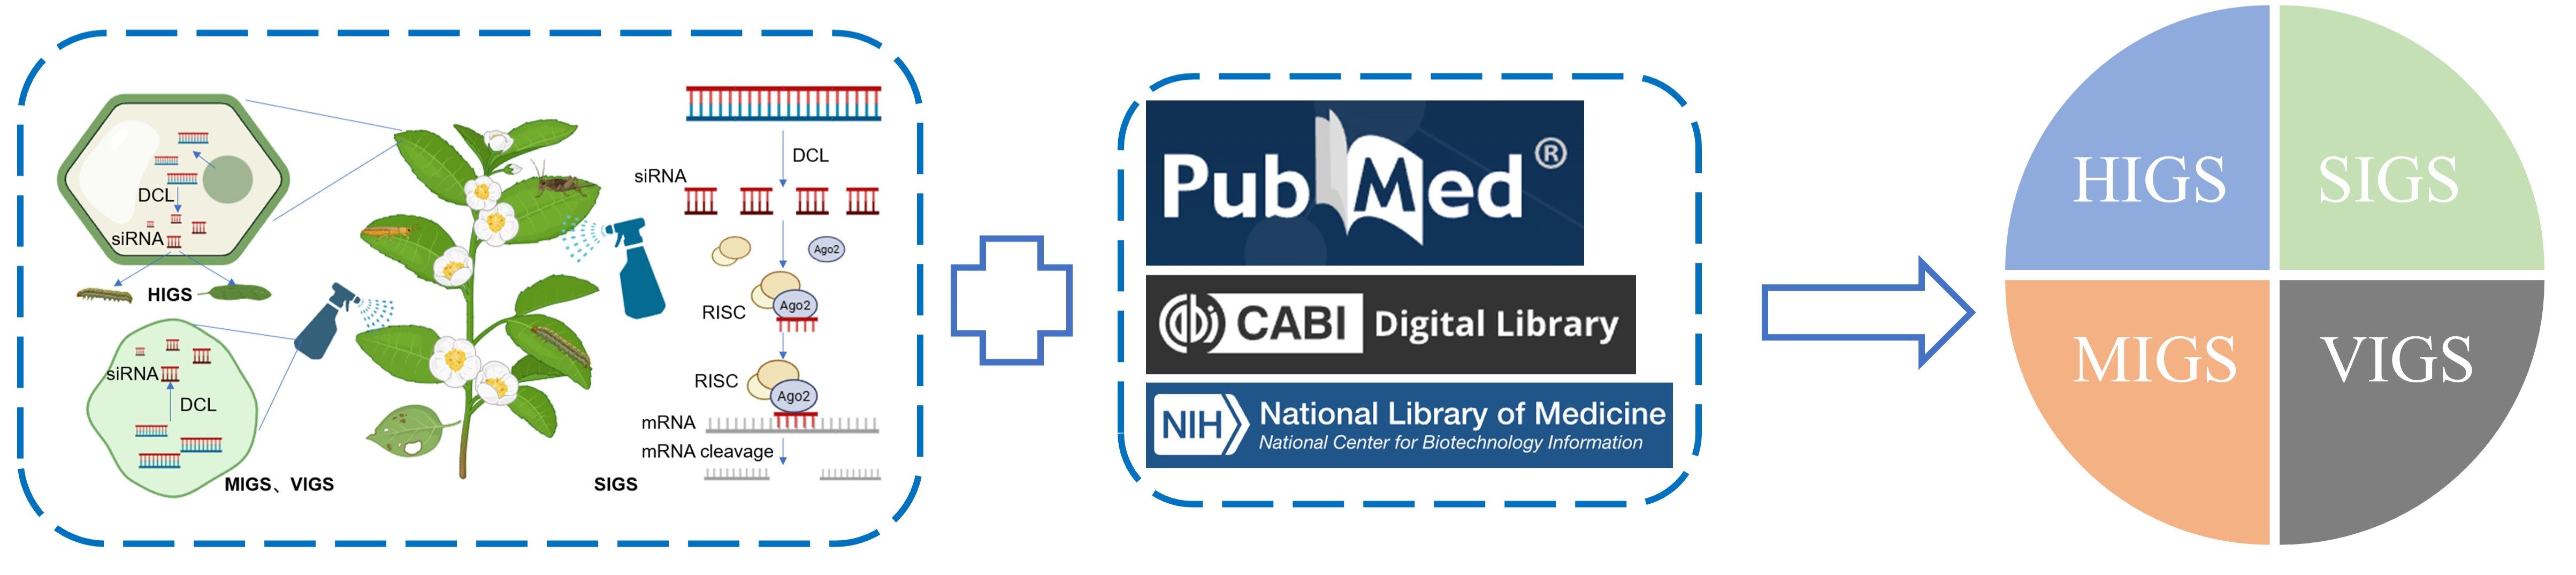 DCL
siRNA
HIGS
siRNA
DCL
MIGS、VIGS
DCL
siRNA
Ago2
RISC
Ago2
RISC
Ago2
mRNA
mRNA cleavage
SIGS
PubMed®
CABI Digital Library
NIH National Library of Medicine
National Center for Biotechnology Information
HIGS SIGS
MIGS VIGS